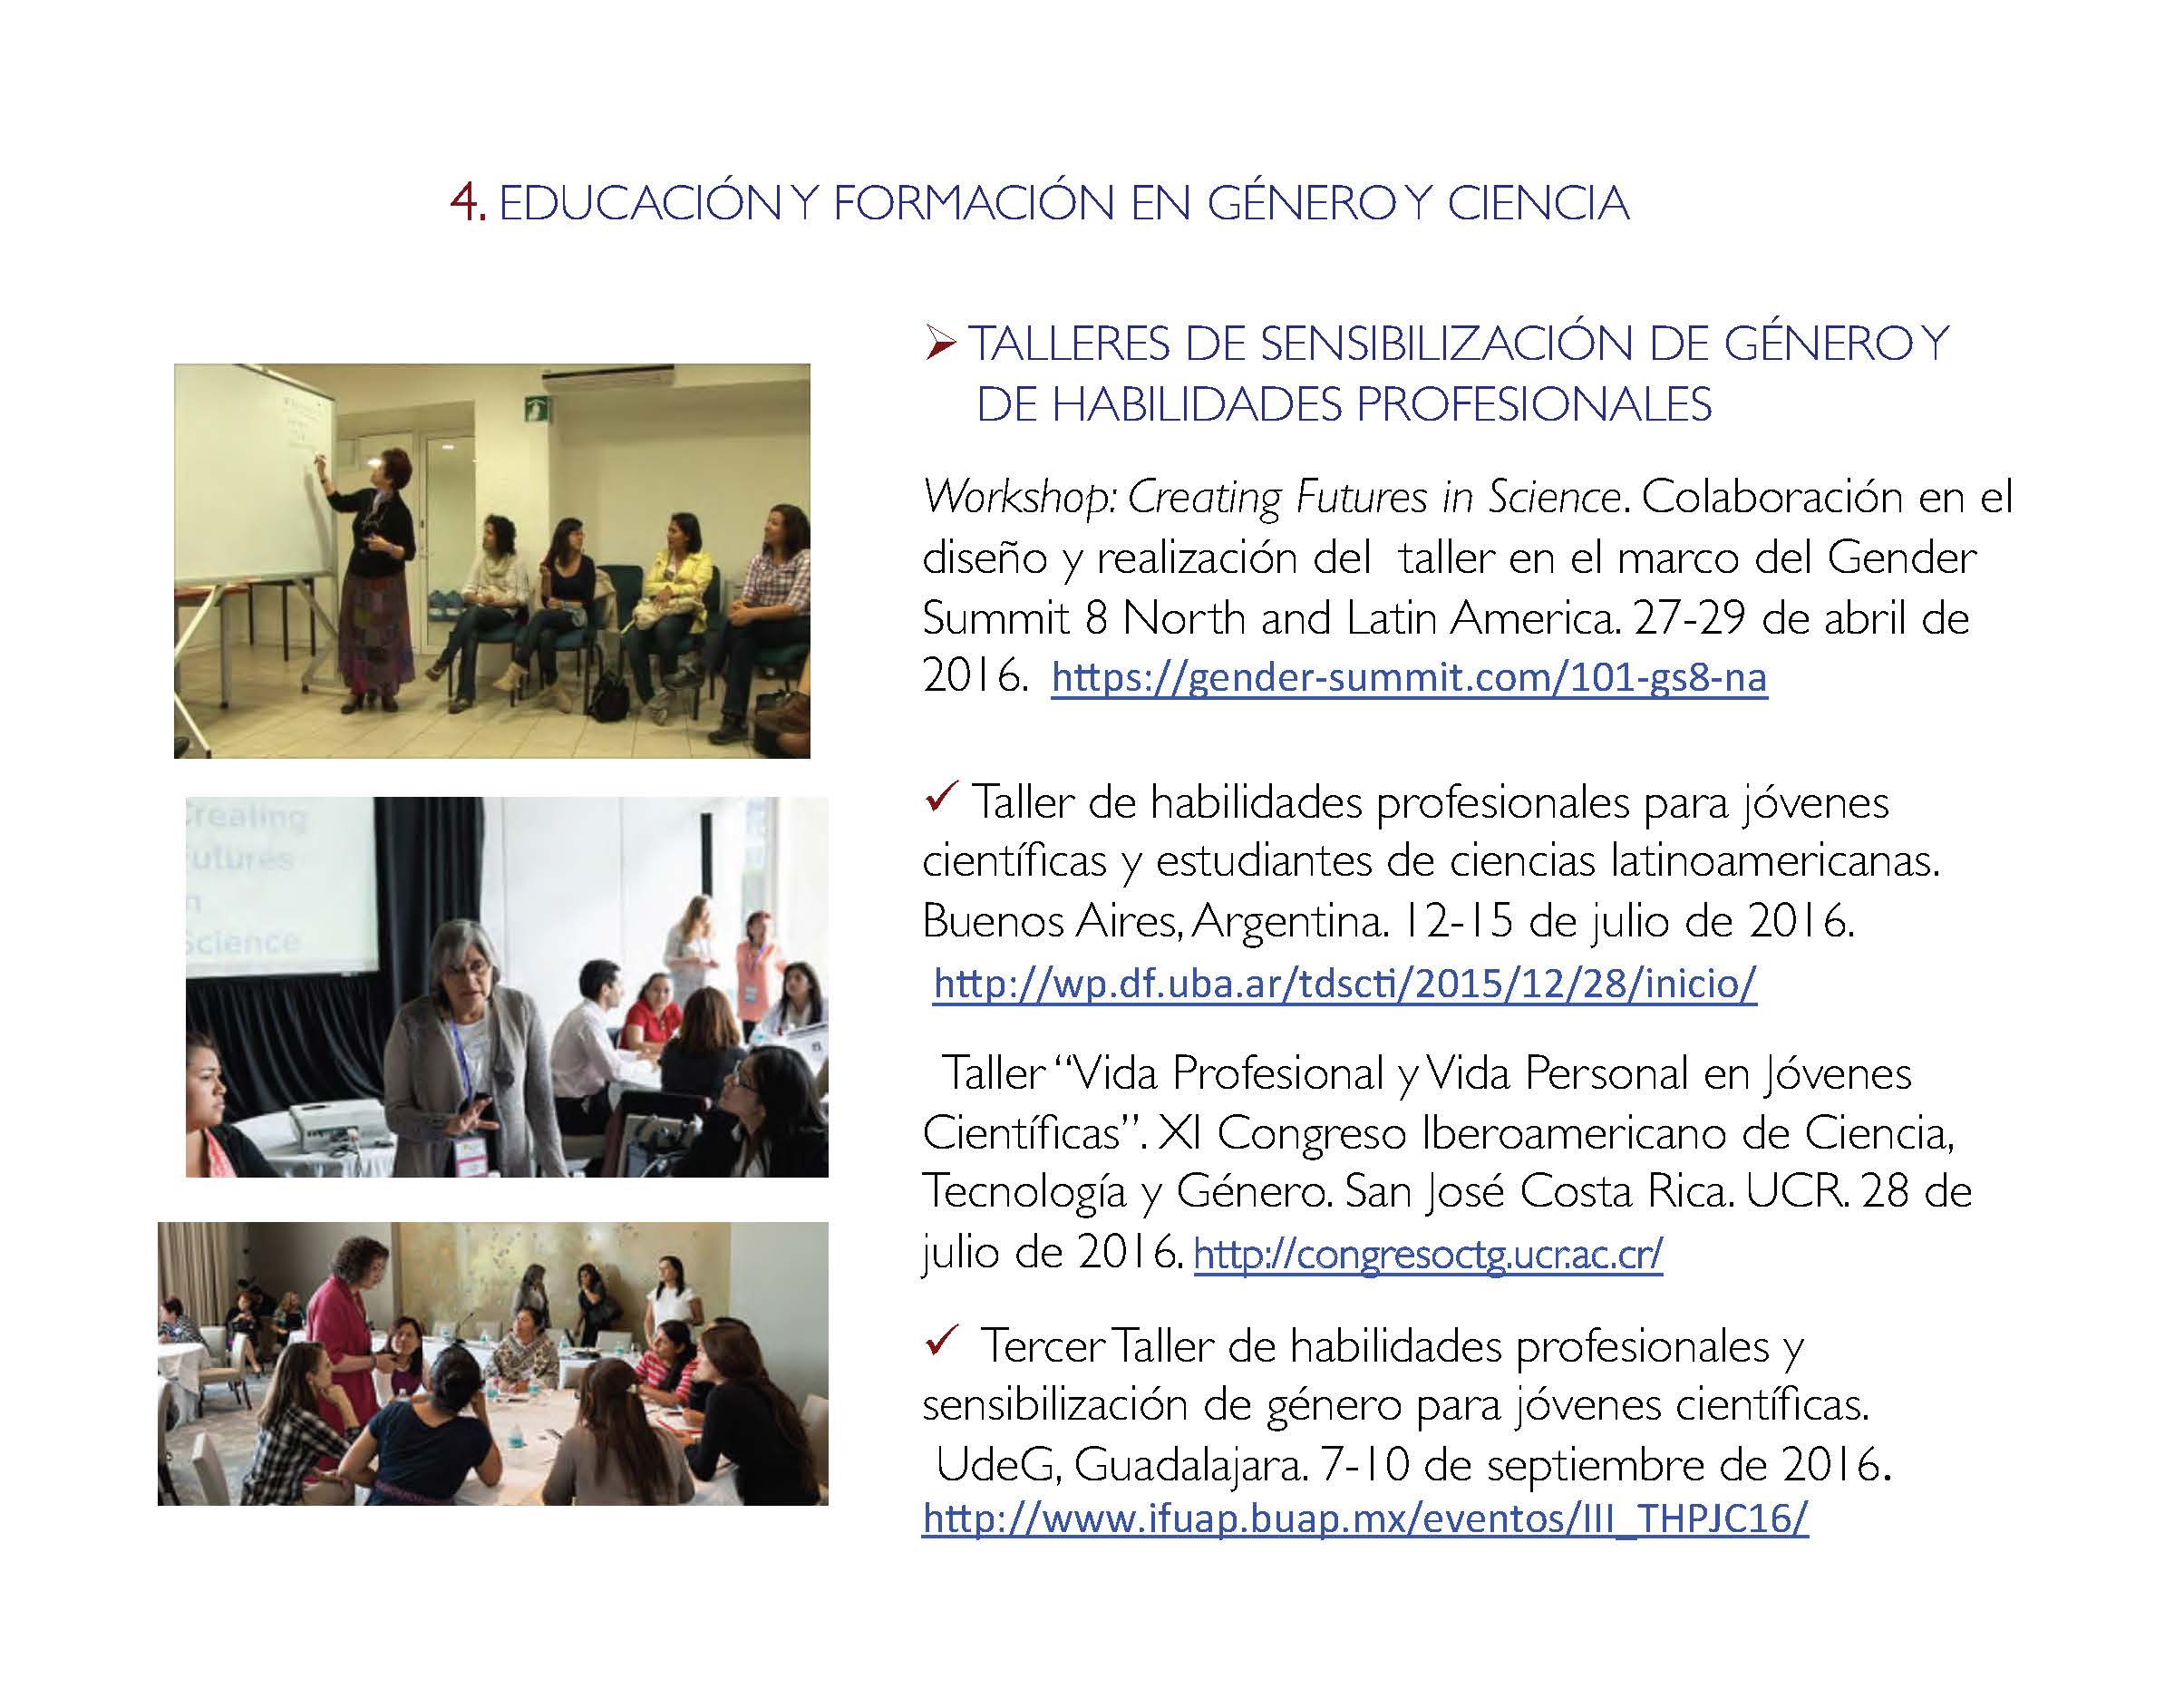 4. EDUCACIÓN Y FORMACIÓN EN GÉNERO Y CIENCIA
➢ TALLERES DE SENSIBILIZACIÓN DE GÉNERO Y
DE HABILIDADES PROFESIONALES
Workshop: Creating Futures in Science. Colaboración en el
diseño y realización del taller en el marco del Gender
Summit 8 North and Latin America. 27-29 de abril de
2016. https://gender-summit.com/101-gs8-na
✓ Taller de habilidades profesionales para jóvenes
científicas y estudiantes de ciencias latinoamericanas.
Buenos Aires, Argentina. 12-15 de julio de 2016.
http://wp.df.uba.ar/tdscti/2015/12/28/inicio/
Taller “Vida Profesional y Vida Personal en Jóvenes
Científicas”. XI Congreso Iberoamericano de Ciencia,
Tecnología y Género. San José Costa Rica. UCR. 28 de
julio de 2016. http://congresoctg.ucr.ac.cr/
✓ Tercer Taller de habilidades profesionales y
sensibilización de género para jóvenes científicas.
UdeG, Guadalajara. 7-10 de septiembre de 2016.
http://www.ifuap.buap.mx/eventos/III_THPJC16/
reating
utures
n
Science